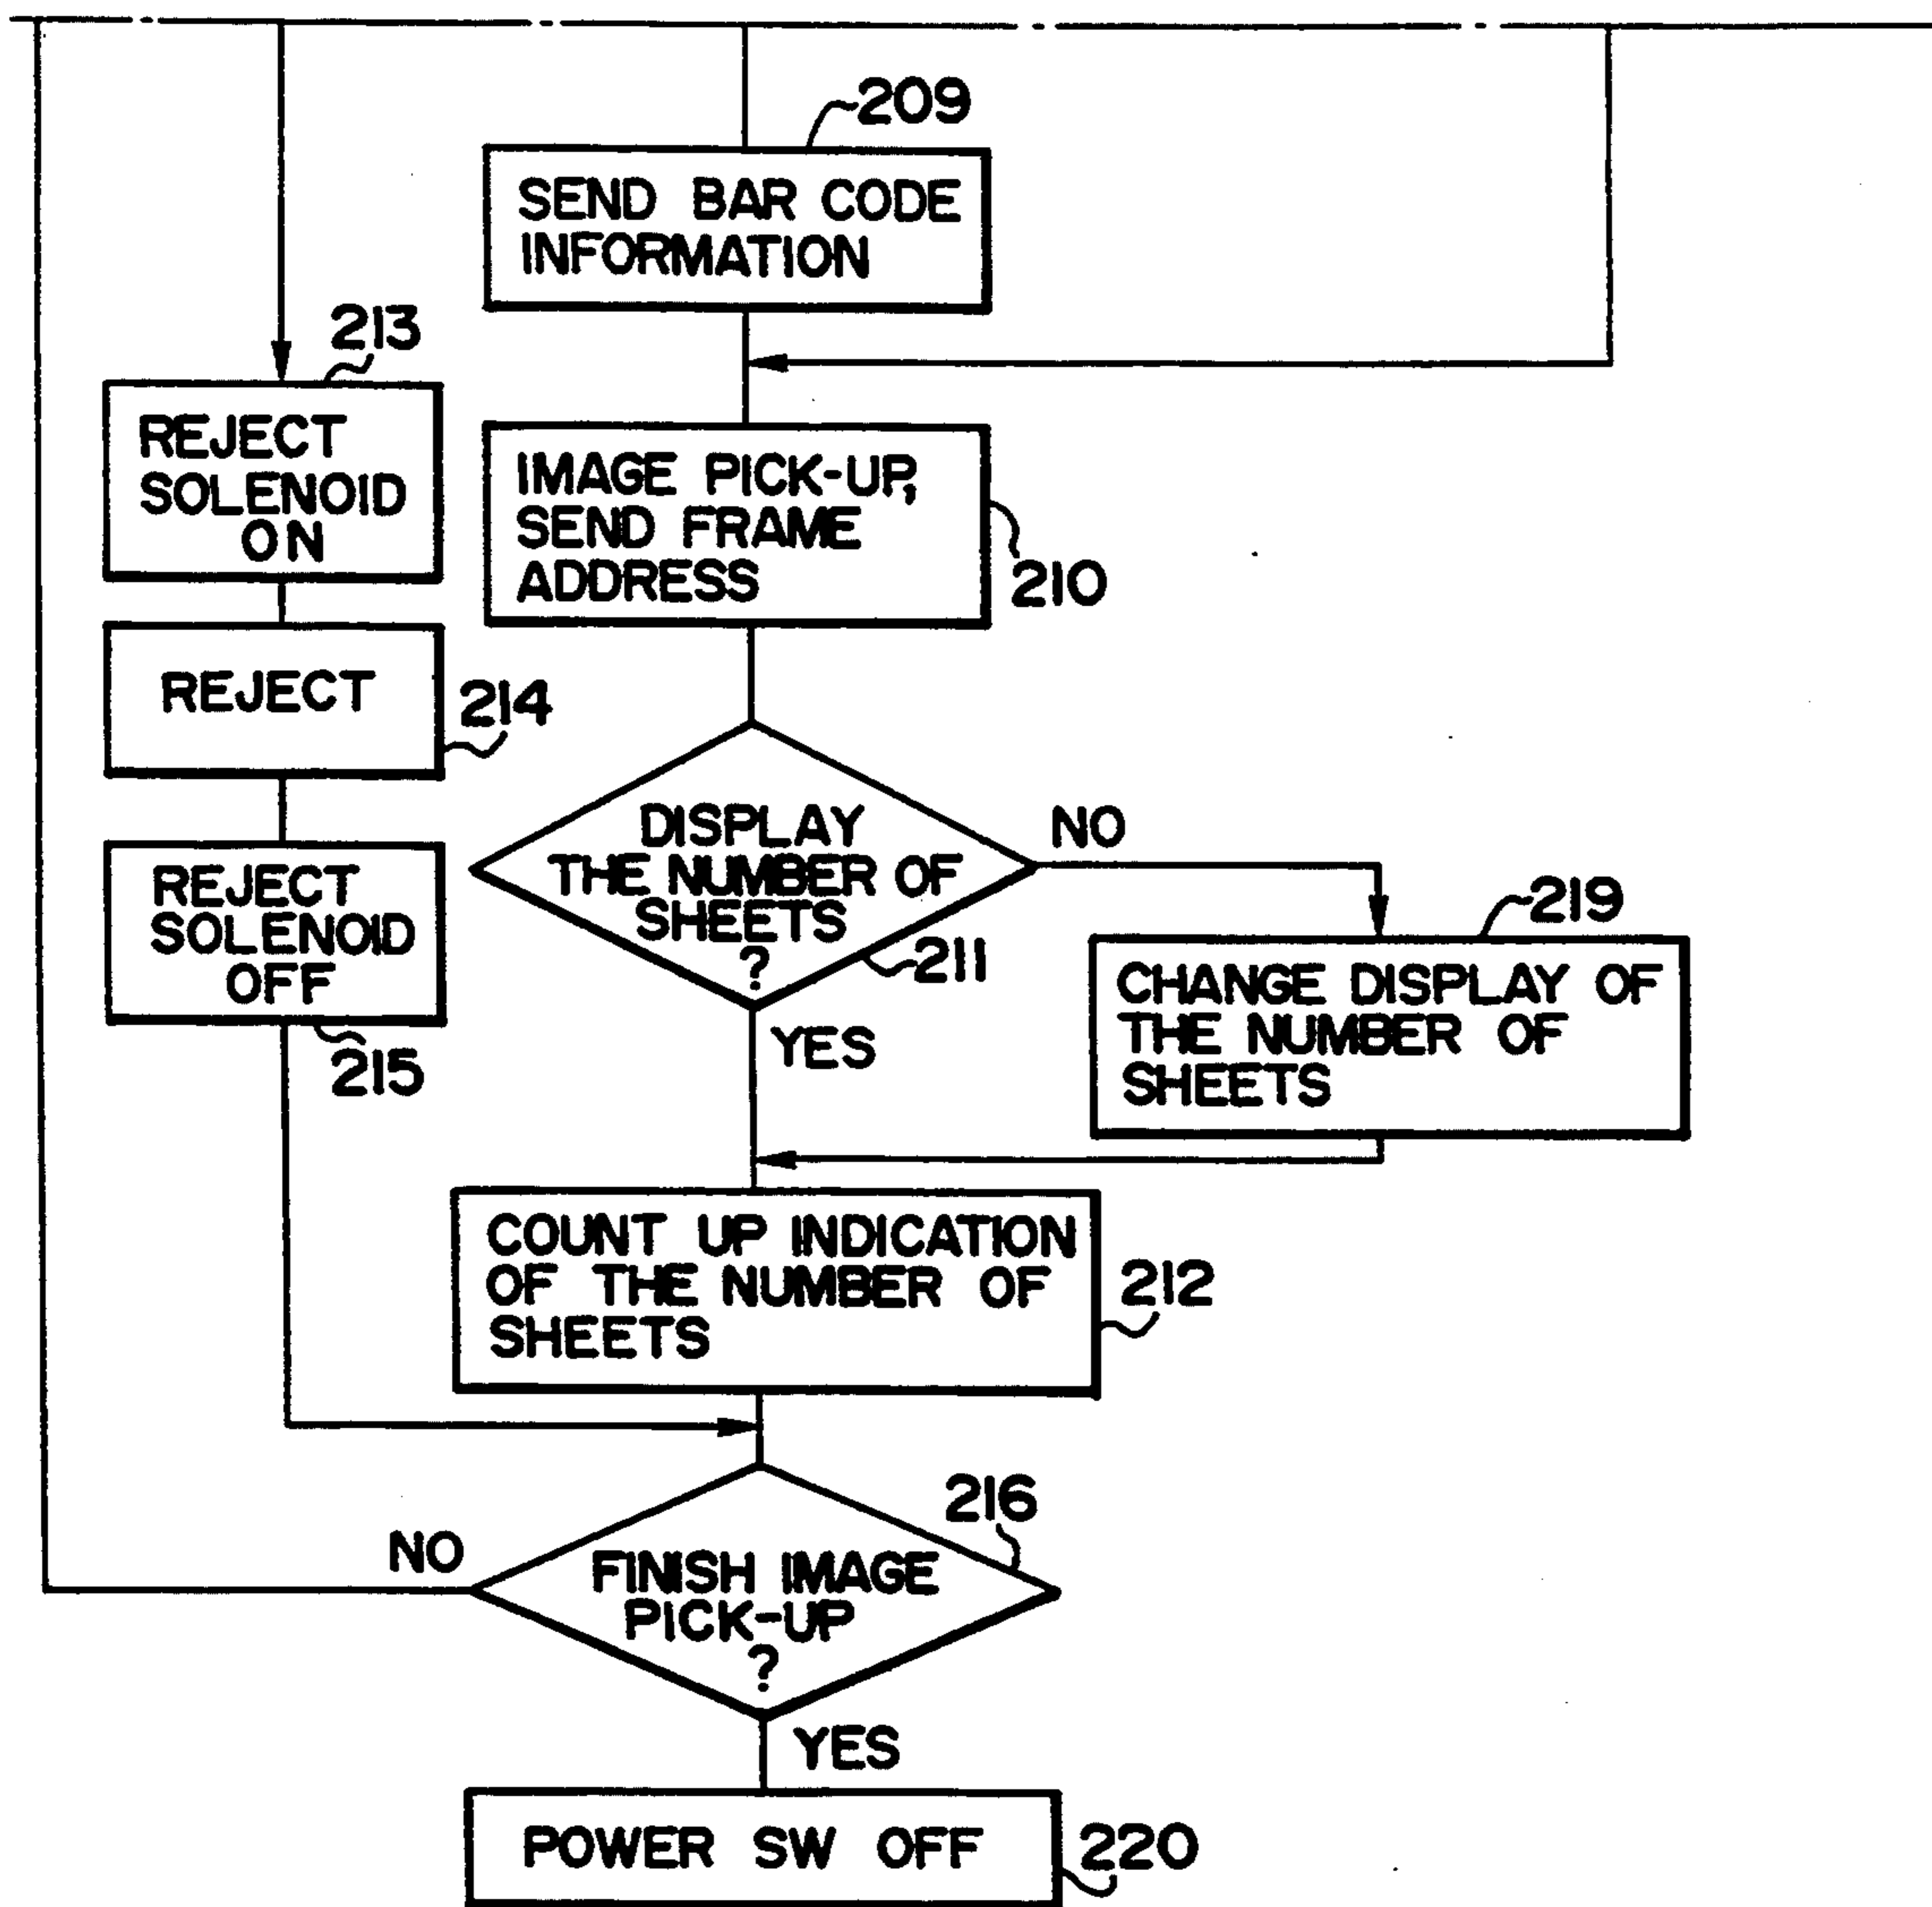 209
SEND BAR CODE
INFORMATION
213
REJECT
SOLENOID
ON
IMAGE PICK-UP,
SEND FRAME
ADDRESS
210
REJECT
214
DISPLAY
THE NUMBER OF
SHEETS
?
211
NO
YES
REJECT
SOLENOID
OFF
215
219
CHANGE DISPLAY OF
THE NUMBER OF
SHEETS
COUNT UP INDICATION
OF THE NUMBER OF
SHEETS
212
216
NO
FINISH IMAGE
PICK-UP
?
YES
POWER SW OFF
220